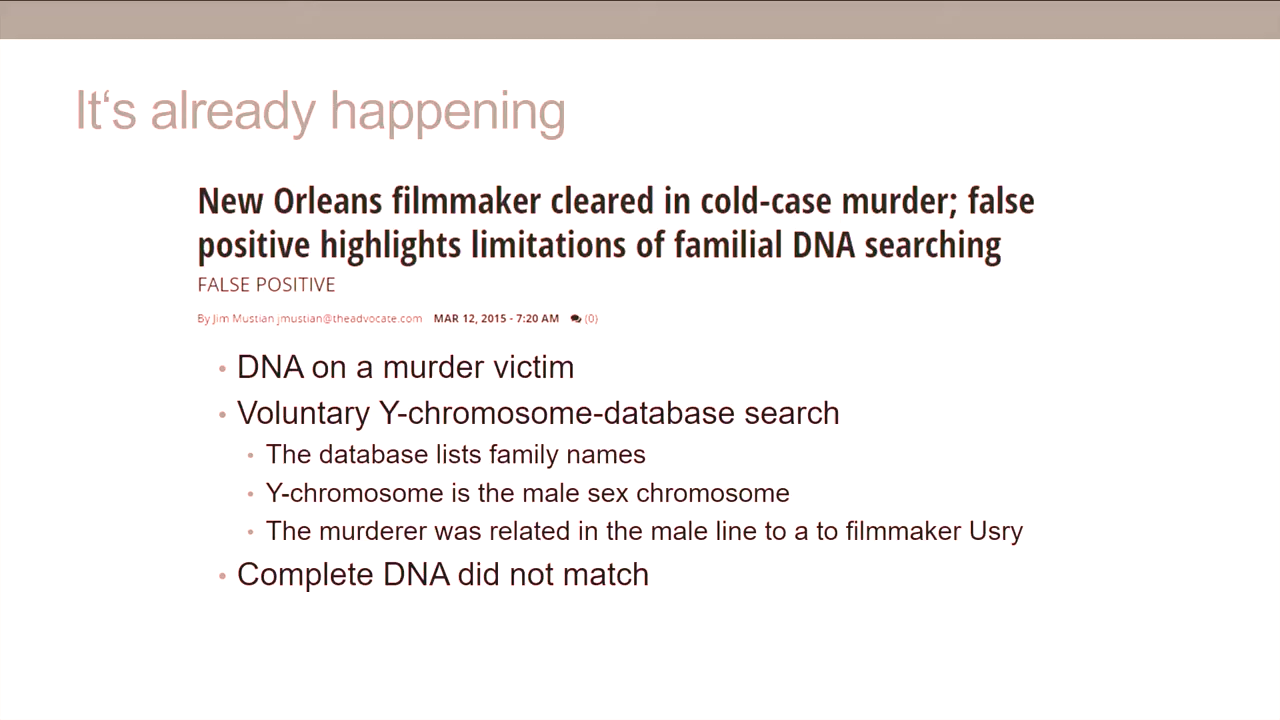 It‘s already happening
New Orleans filmmaker cleared in cold-case murder; false
positive highlights limitations of familial DNA searching
FALSE POSITIVE
By Jim Mustian jmustian@theadvocate.com MAR 12, 2015 - 7:20 AM (0)
• DNA on a murder victim
• Voluntary Y-chromosome-database search
• The database lists family names
• Y-chromosome is the male sex chromosome
• The murderer was related in the male line to a to filmmaker Usry
• Complete DNA did not match